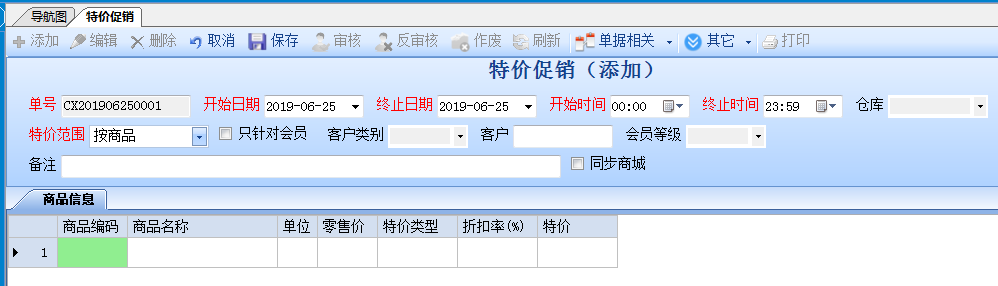 导航图 特价促销
添加 编辑 删除 取消 保存 审核 反审核 作废 刷新 单据相关 其它 打印
特价促销（添加）
单号 CX201906250001 开始日期 2019-06-25 终止日期 2019-06-25 开始时间 00:00 终止时间 23:59 仓库
特价范围 按商品 只针对会员 客户类别 客户 会员等级
备注 同步商城
商品信息
商品编码 商品名称 单位 零售价 特价类型 折扣率(%) 特价
1